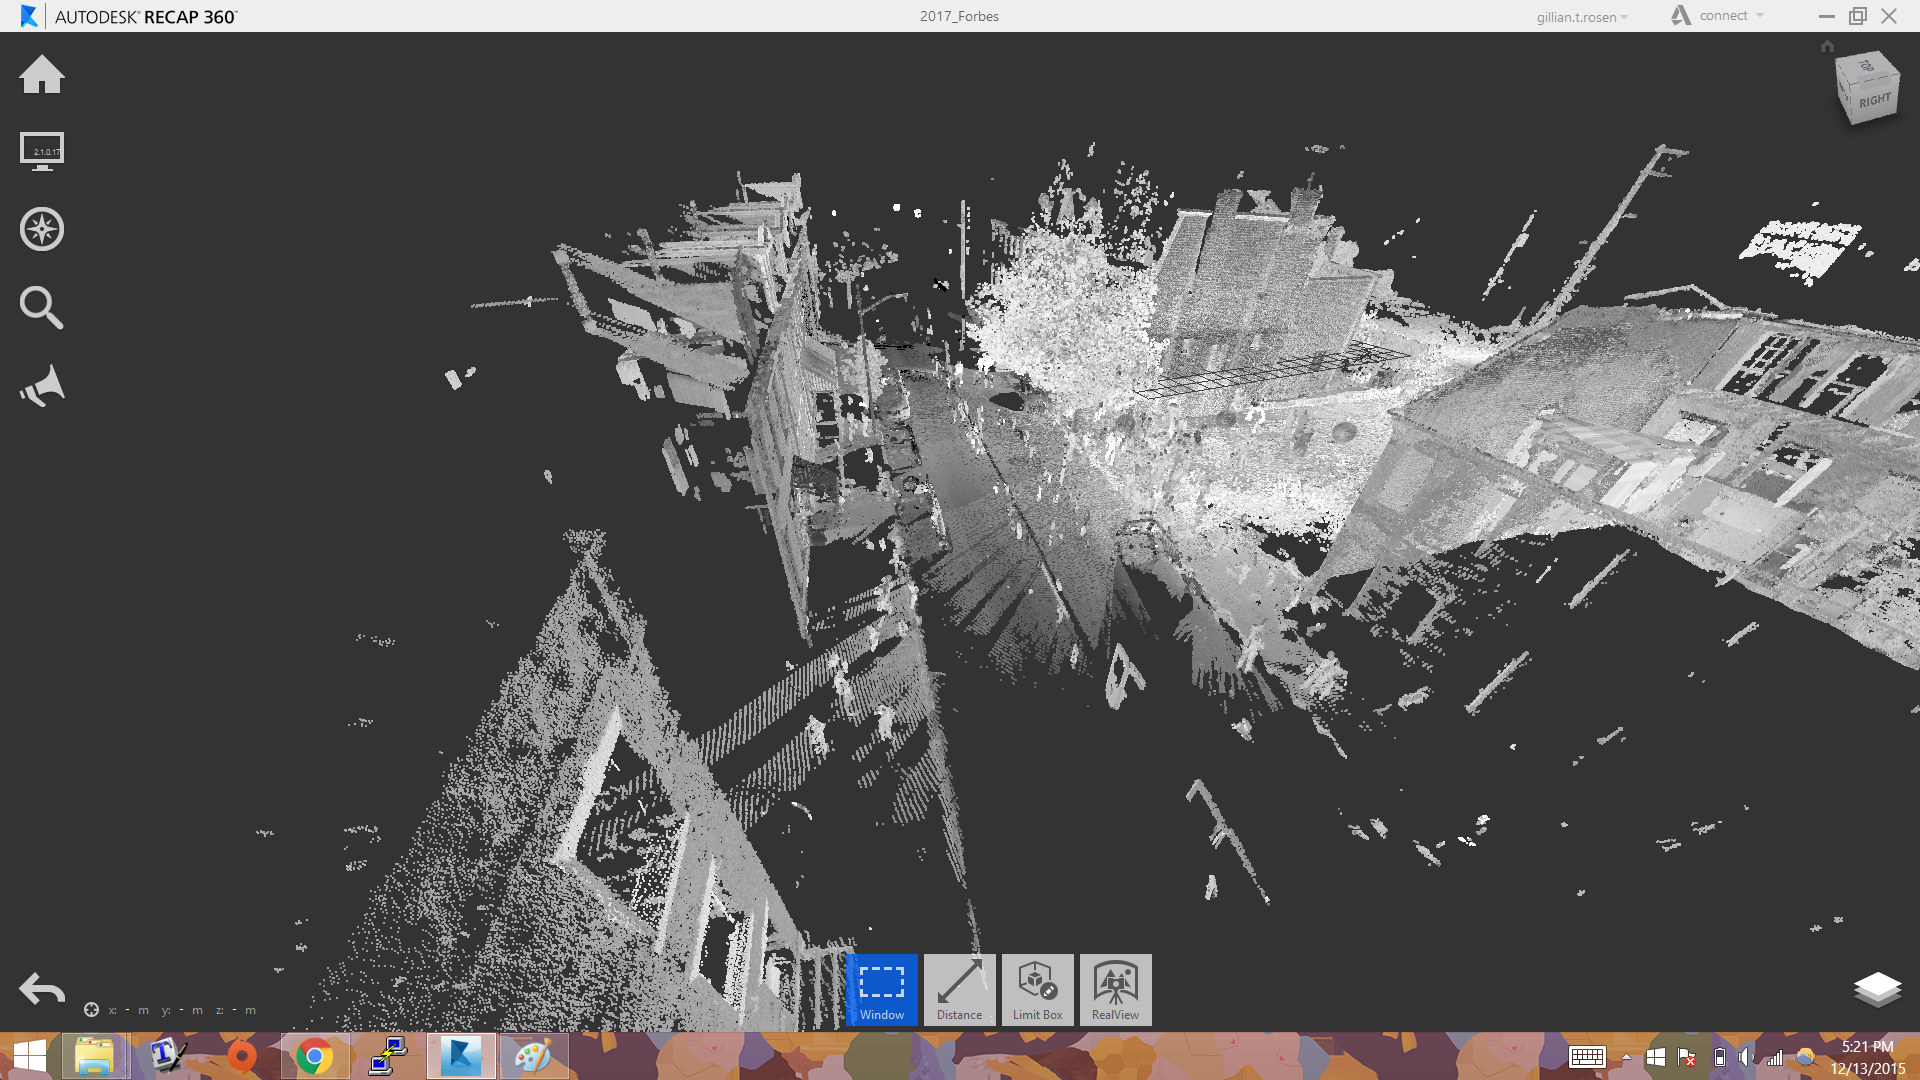 AUTODESK® RECAP 360™
2017_Forbes
gillian.t.rosen
connect
TOP
RIGHT
2.1.0.17
x: - m y: - m z: - m
Window
Distance
Limit Box
RealView
5:21 PM
12/13/2015